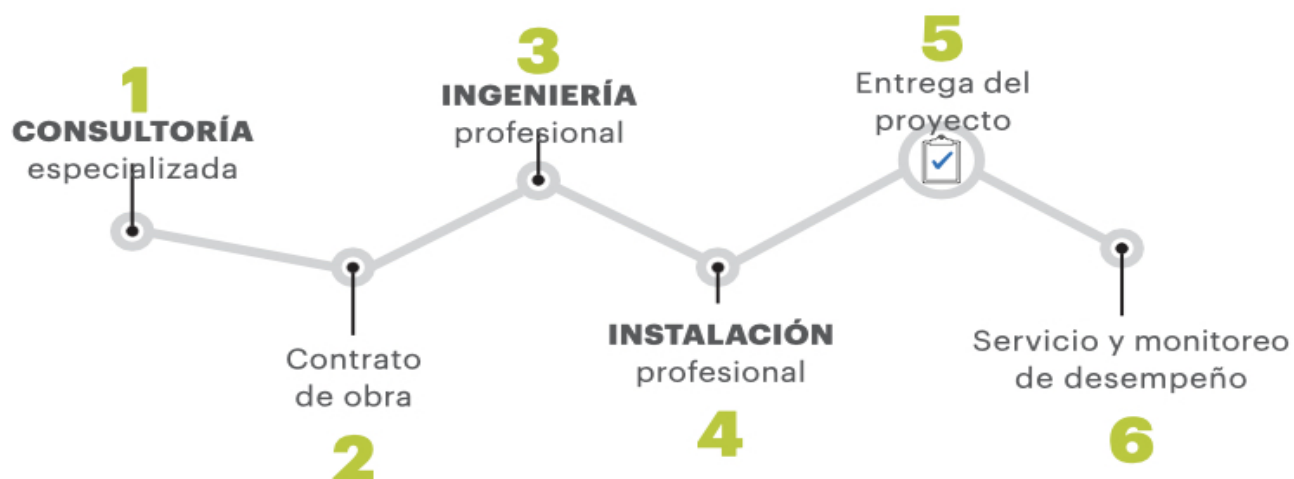 1
CONSULTORÍA
especializada
Contrato
de obra
2
3
INGENIERÍA
profesional
INSTALACIÓN
profesional
4
5
Entrega del
proyecto
Servicio y monitoreo
de desempeño
6